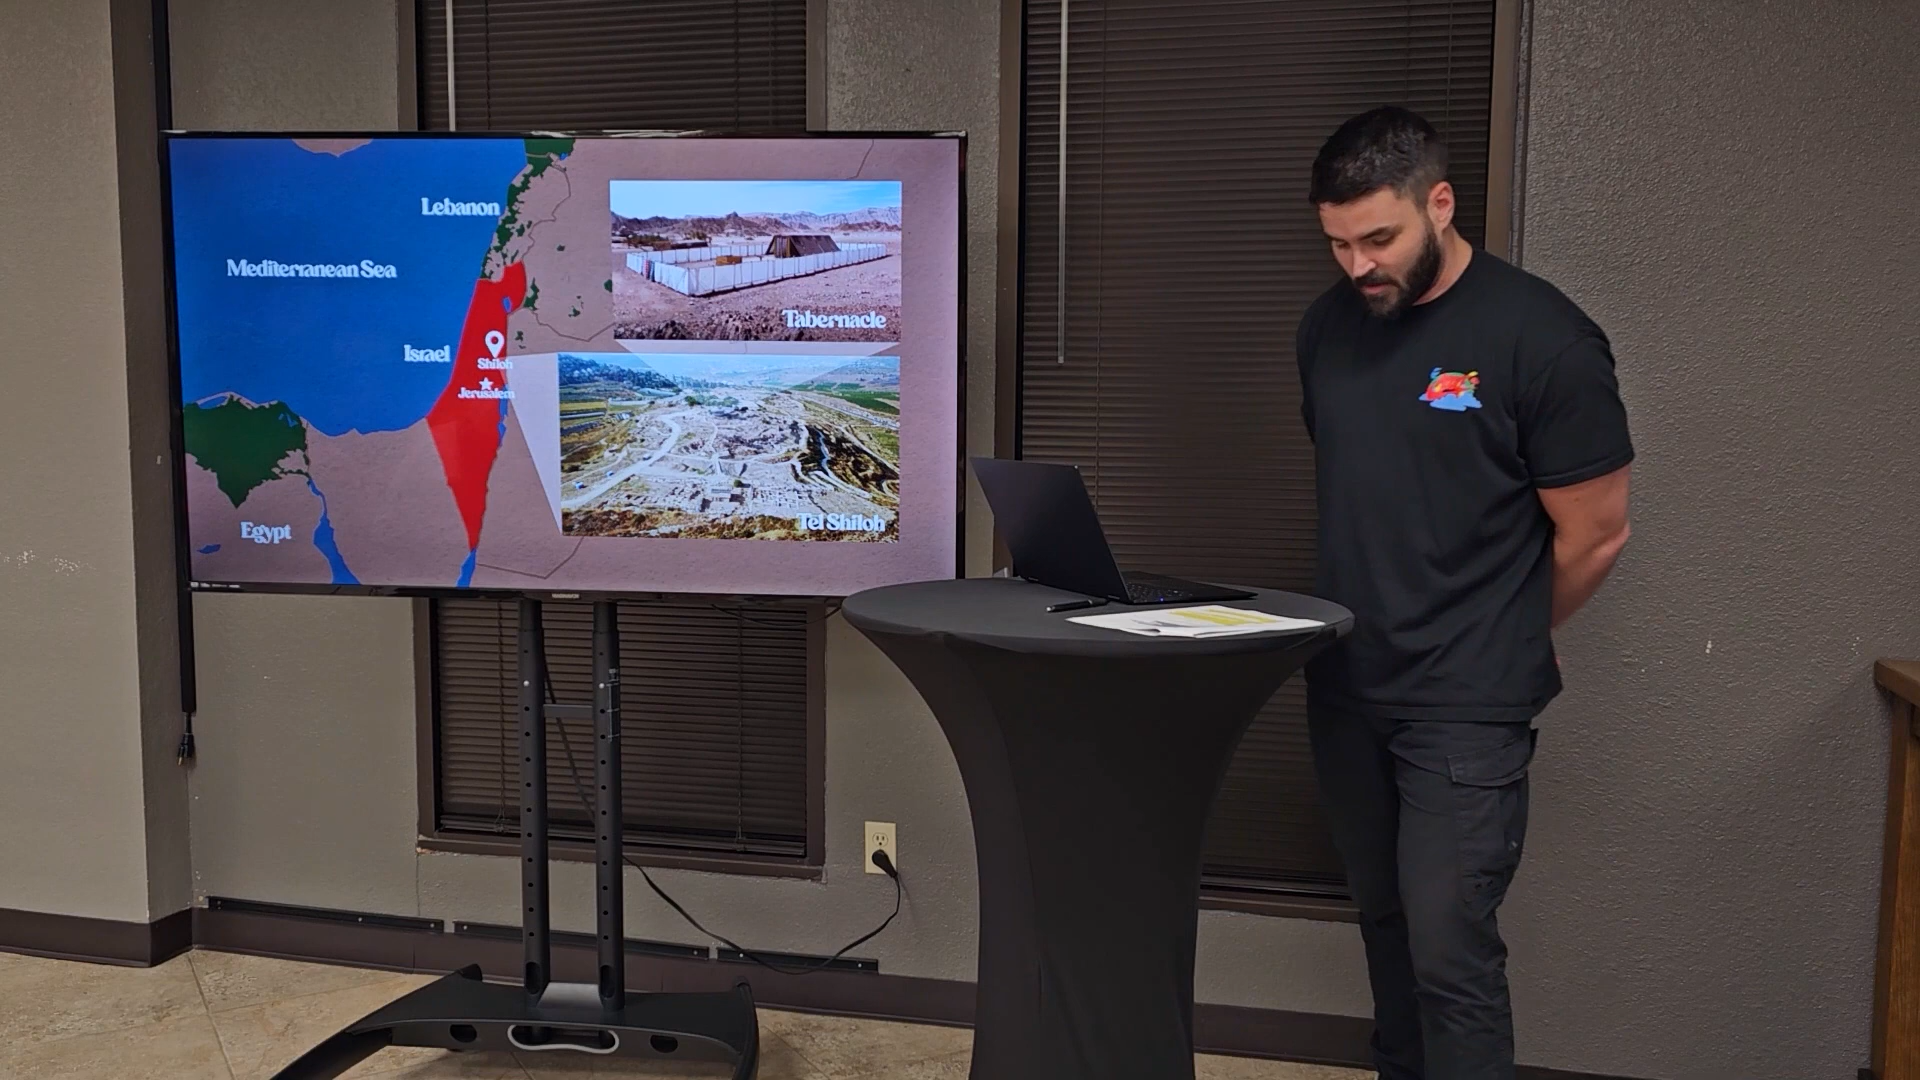 Lebanon
Mediterranean Sea
Israel
Shiloh
Jerusalem
Egypt
Tabernacle
Tel Shiloh